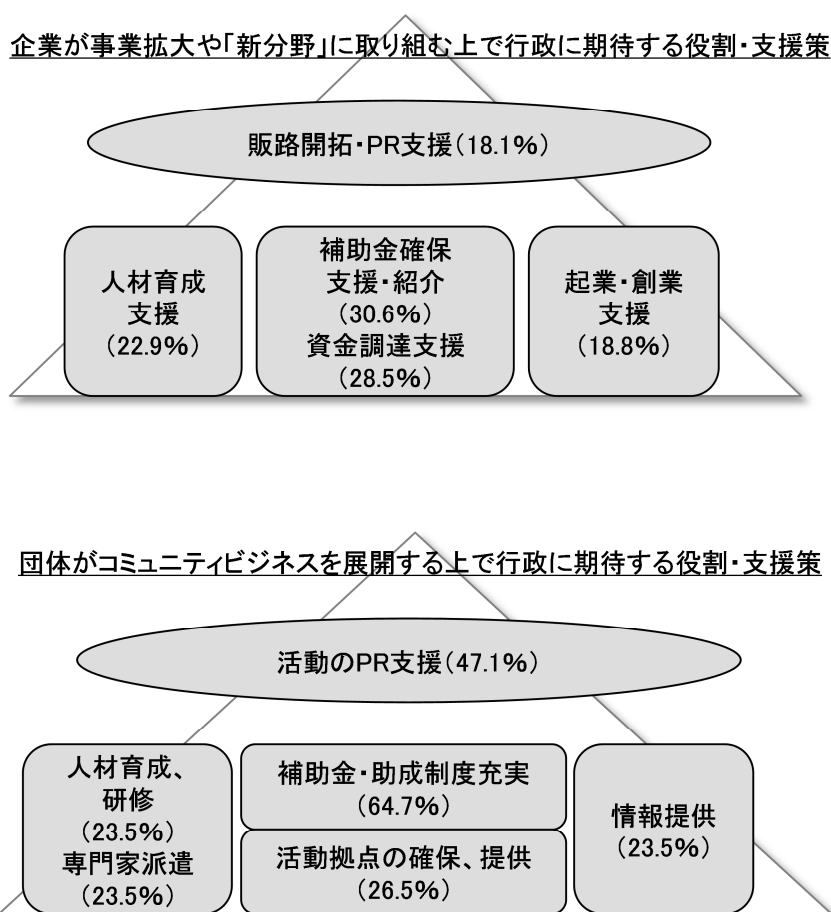 企業が事業拡大や「新分野」に取り組む上で行政に期待する役割・支援策
販路開拓・PR支援(18.1%)
人材育成
支援
(22.9%)
補助金確保
支援・紹介
(30.6%)
資金調達支援
(28.5%)
起業・創業
支援
(18.8%)
団体がコミュニティビジネスを展開する上で行政に期待する役割・支援策
活動のPR支援(47.1%)
人材育成、
研修
(23.5%)
専門家派遣
(23.5%)
補助金・助成制度充実
(64.7%)
活動拠点の確保、提供
(26.5%)
情報提供
(23.5%)